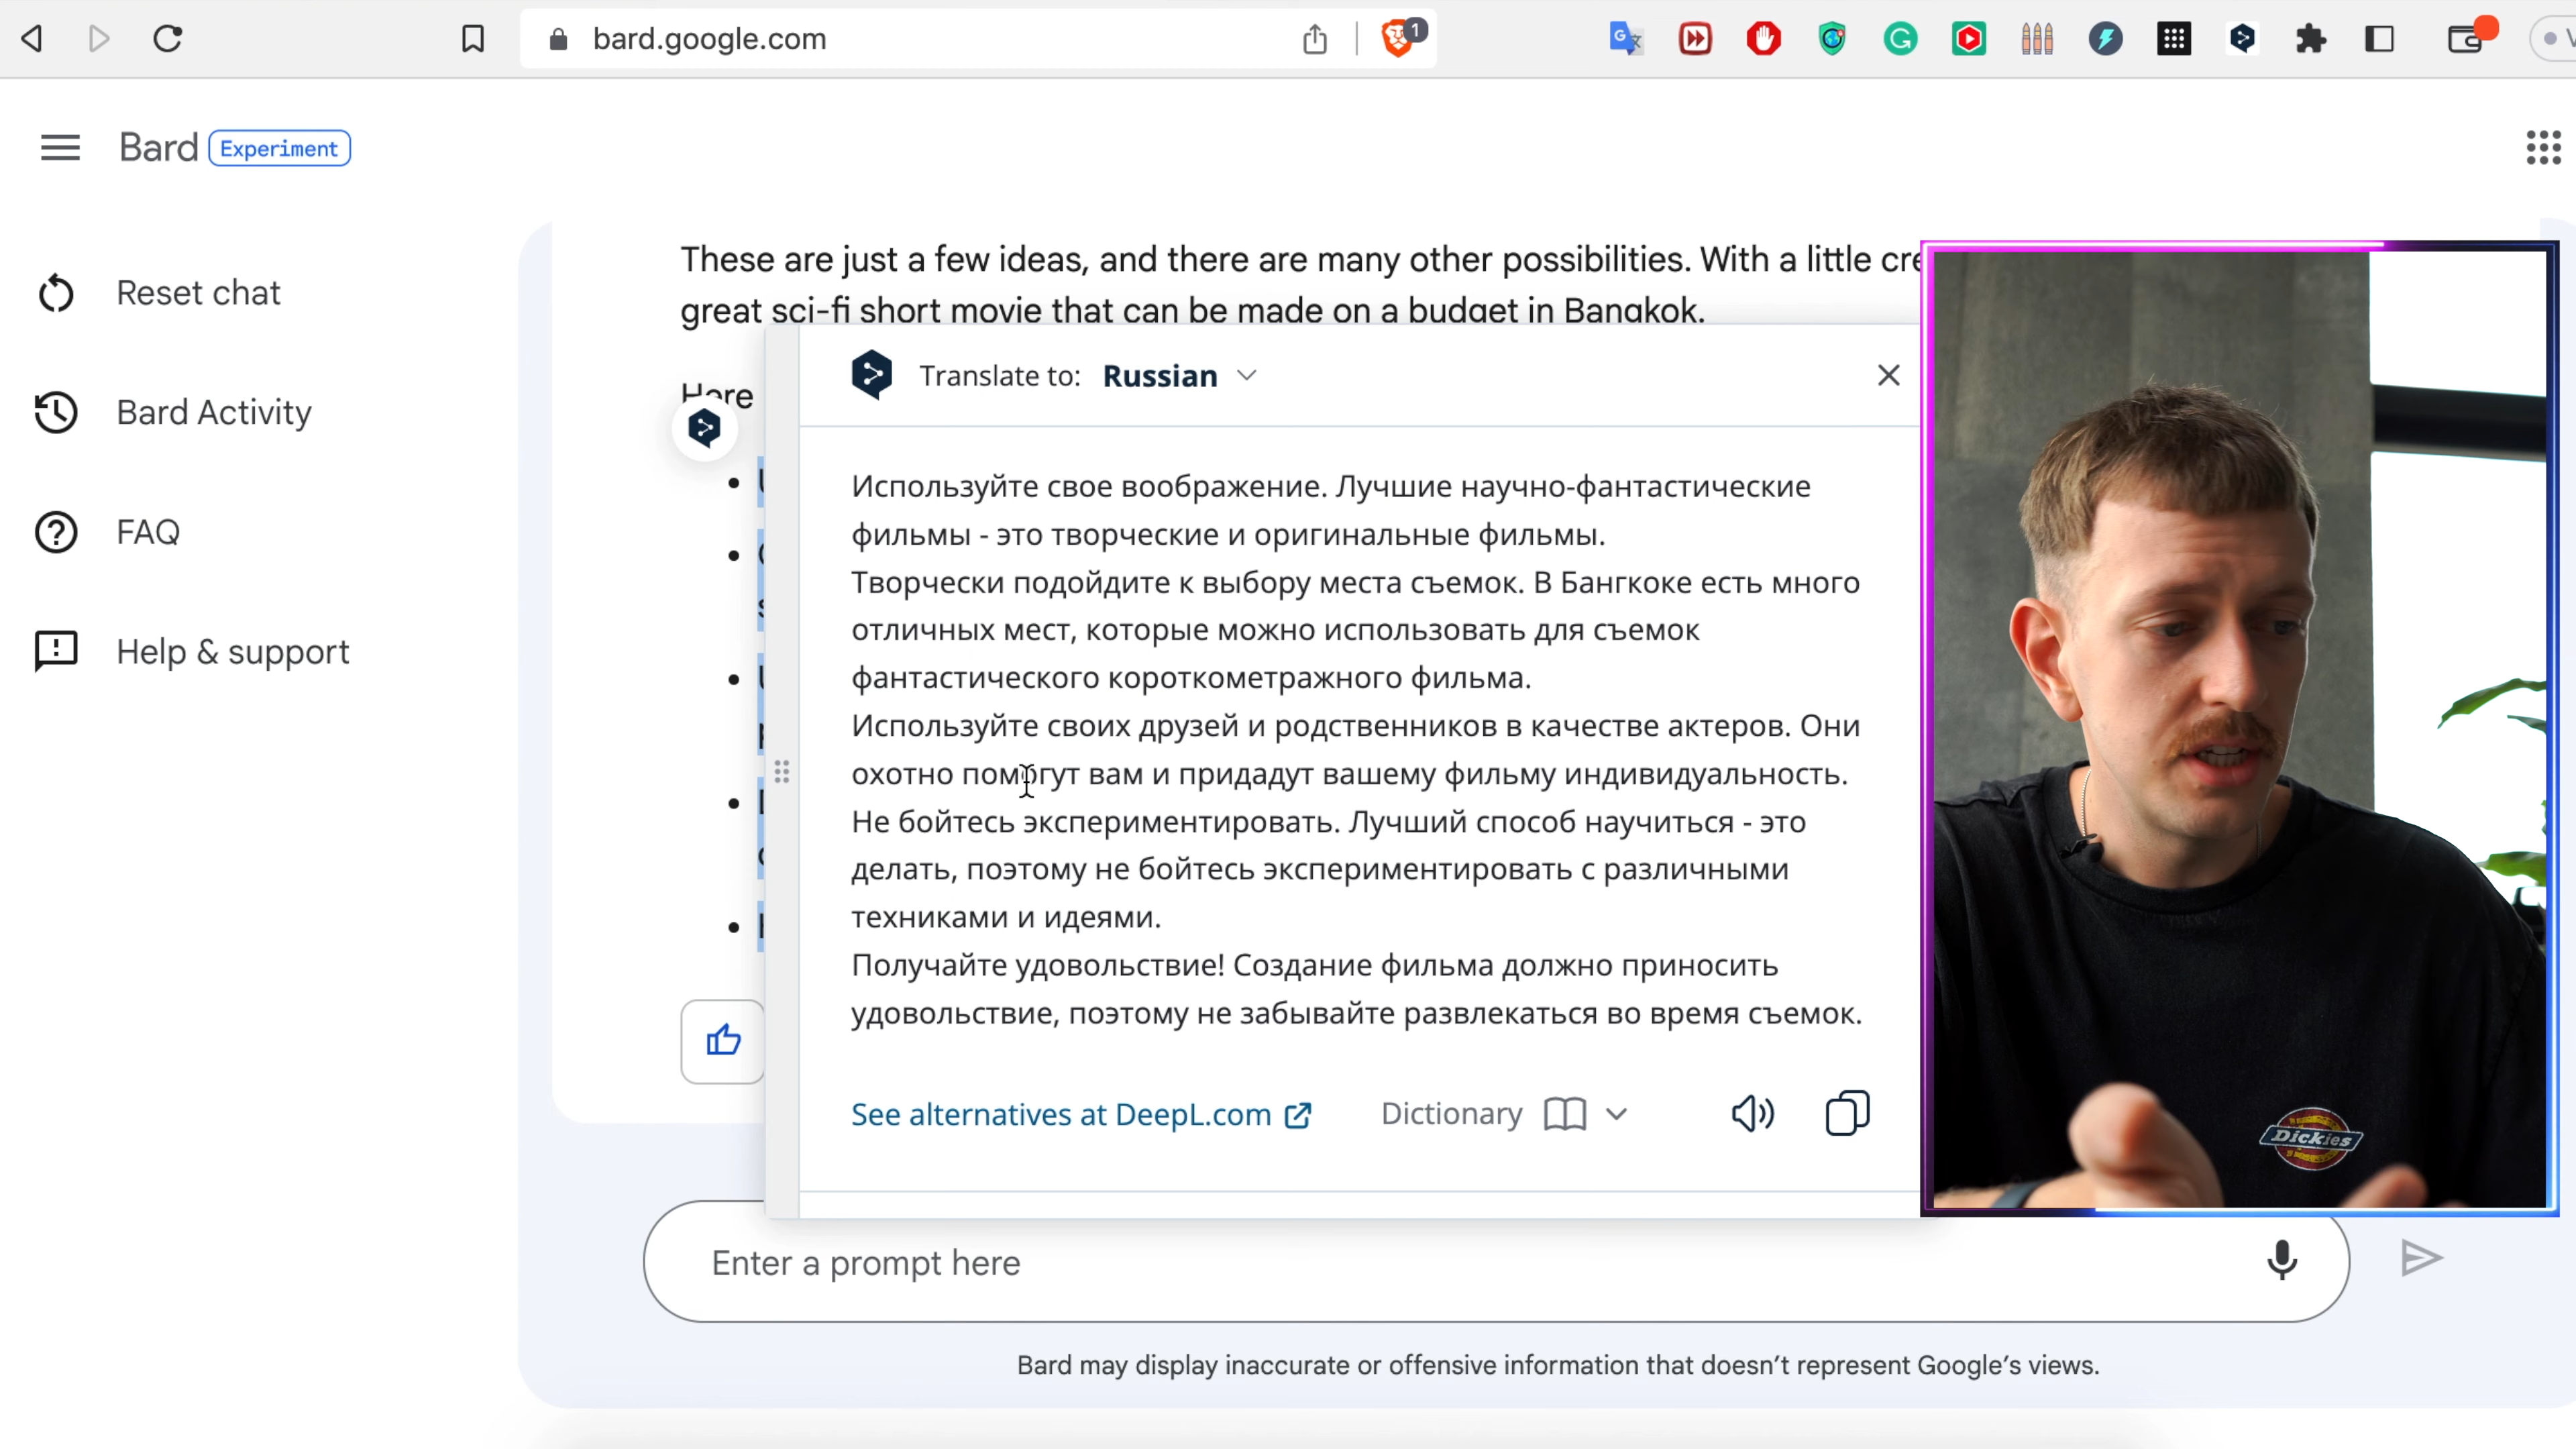 bard.google.com
1
Bard Experiment
Reset chat
Bard Activity
FAQ
Help & support
These are just a few ideas, and there are many other possibilities. With a little
great sci-fi short movie that can be made on a budget in Bangkok.
Here
Translate to: Russian
Используйте свое воображение. Лучшие научно-фантастические
фильмы - это творческие и оригинальные фильмы.
Творчески подойдите к выбору места съемок. В Бангкоке есть много
отличных мест, которые можно использовать для съемок
фантастического короткометражного фильма.
Используйте своих друзей и родственников в качестве актеров. Они
охотно помогут вам и придадут вашему фильму индивидуальность.
Не бойтесь экспериментировать. Лучший способ научиться - это
делать, поэтому не бойтесь экспериментировать с различными
техниками и идеями.
Получайте удовольствие! Создание фильма должно приносить
удовольствие, поэтому не забывайте развлекаться во время съемок.
See alternatives at DeepL.com
Dictionary
Dickies
Enter a prompt here
Bard may display inaccurate or offensive information that doesn't represent Google's views.